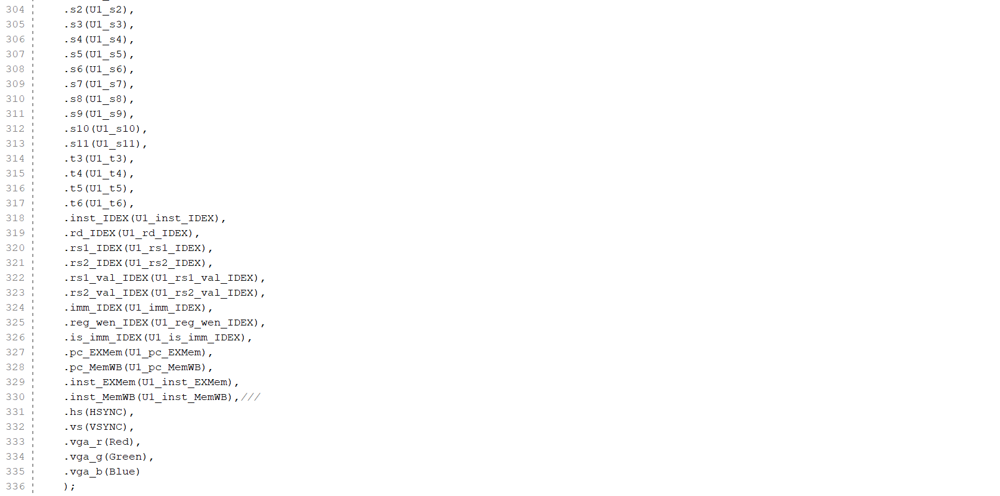 304 .s2(U1_s2),
305 .s3(U1_s3),
306 .s4(U1_s4),
307 .s5(U1_s5),
308 .s6(U1_s6),
309 .s7(U1_s7),
310 .s8(U1_s8),
311 .s9(U1_s9),
312 .s10(U1_s10),
313 .s11(U1_s11),
314 .t3(U1_t3),
315 .t4(U1_t4),
316 .t5(U1_t5),
317 .t6(U1_t6),
318 .inst_IDEX(U1_inst_IDEX),
319 .rd_IDEX(U1_rd_IDEX),
320 .rs1_IDEX(U1_rs1_IDEX),
321 .rs2_IDEX(U1_rs2_IDEX),
322 .rs1_val_IDEX(U1_rs1_val_IDEX),
323 .rs2_val_IDEX(U1_rs2_val_IDEX),
324 .imm_IDEX(U1_imm_IDEX),
325 .reg_wen_IDEX(U1_reg_wen_IDEX),
326 .is_imm_IDEX(U1_is_imm_IDEX),
327 .pc_EXMem(U1_pc_EXMem),
328 .pc_MemWB(U1_pc_MemWB),
329 .inst_EXMem(U1_inst_EXMem),
330 .inst_MemWB(U1_inst_MemWB),///
331 .hs(HSYNC),
332 .vs(VSYNC),
333 .vga_r(Red),
334 .vga_g(Green),
335 .vga_b(Blue)
336 );